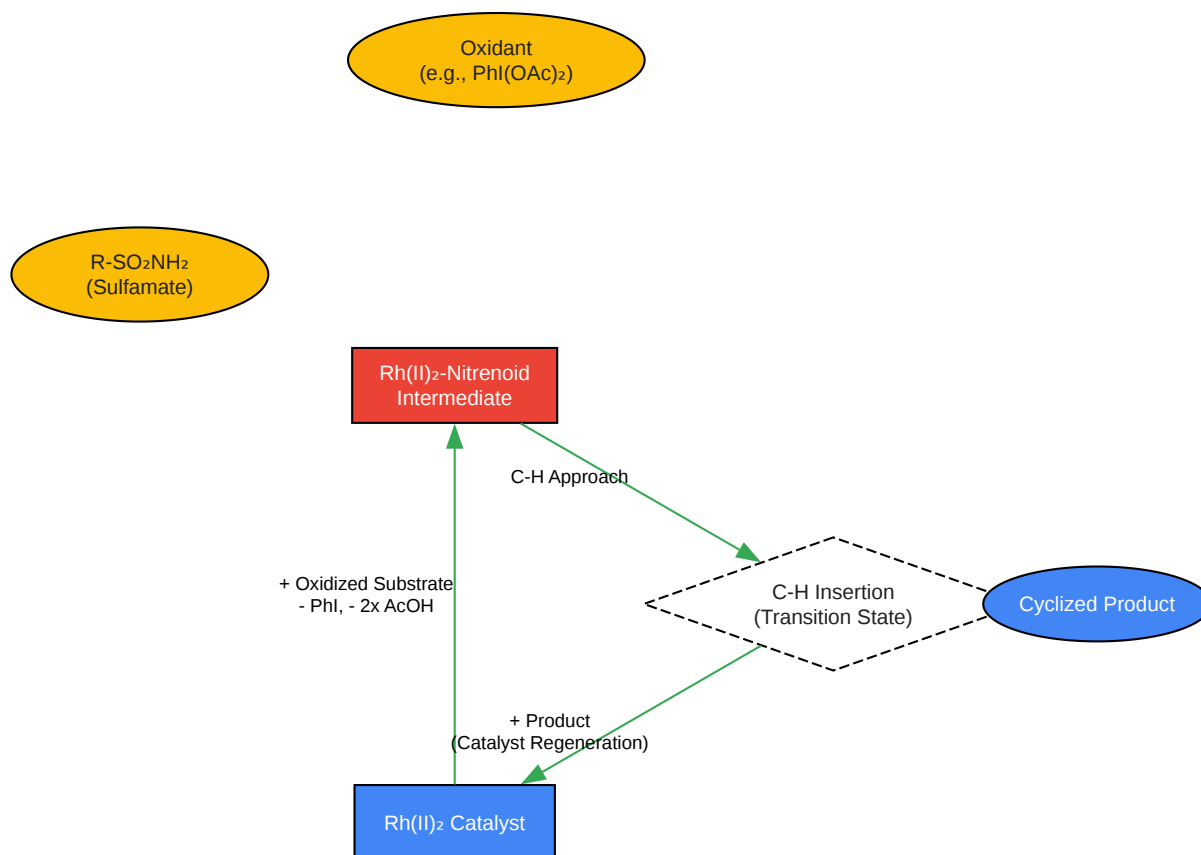 Oxidant
(e.g., PhI(OAc)₂)
R-SO₂NH₂
(Sulfamate)
Rh(II)₂-Nitrenoid
Intermediate
C-H Approach
+ Oxidized Substrate
- PhI, - 2x AcOH
C-H Insertion
(Transition State)
Cyclized Product
+ Product
(Catalyst Regeneration)
Rh(II)₂ Catalyst